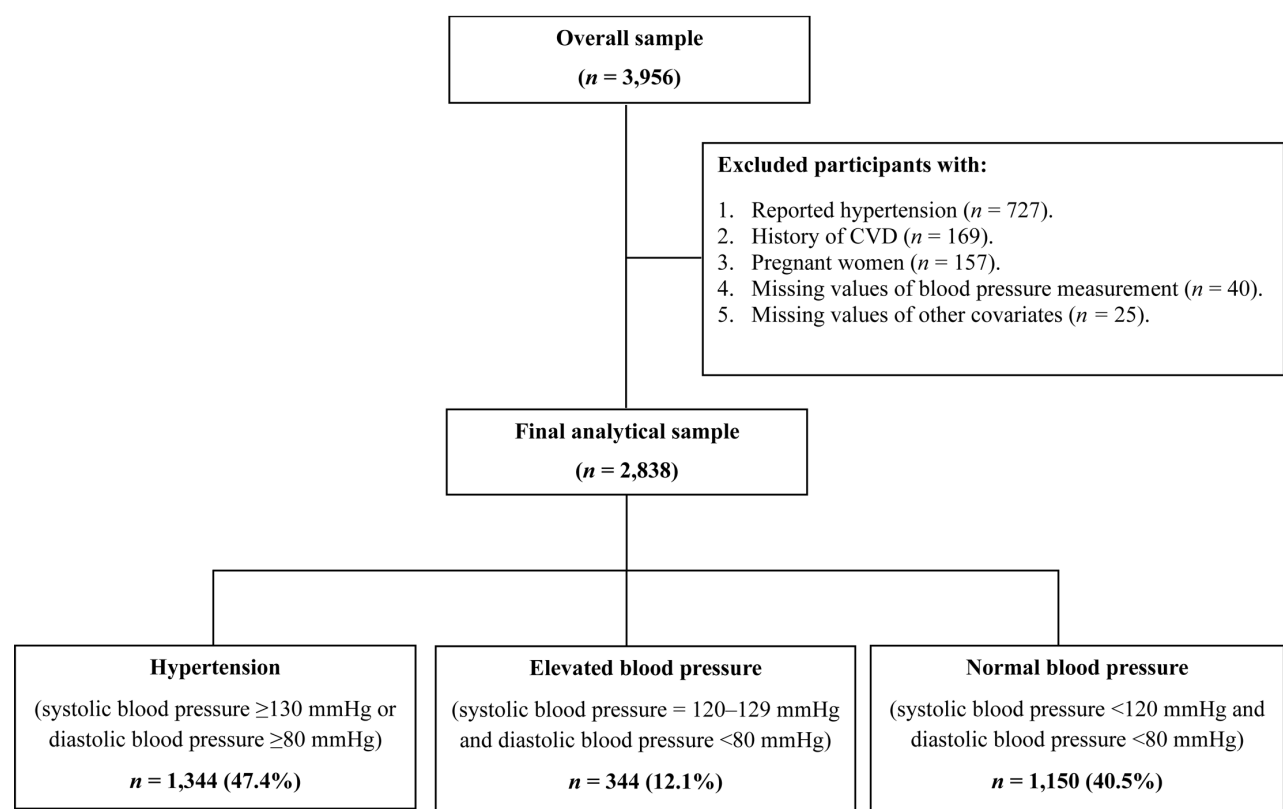 Overall sample
(n = 3,956)
Excluded participants with:
1. Reported hypertension (n = 727).
2. History of CVD (n = 169).
3. Pregnant women (n = 157).
4. Missing values of blood pressure measurement (n = 40).
5. Missing values of other covariates (n = 25).
Final analytical sample
(n = 2,838)
Hypertension
(systolic blood pressure ≥130 mmHg or
diastolic blood pressure ≥80 mmHg)
n = 1,344 (47.4%)
Elevated blood pressure
(systolic blood pressure = 120–129 mmHg
and diastolic blood pressure <80 mmHg)
n = 344 (12.1%)
Normal blood pressure
(systolic blood pressure <120 mmHg and
diastolic blood pressure <80 mmHg)
n = 1,150 (40.5%)